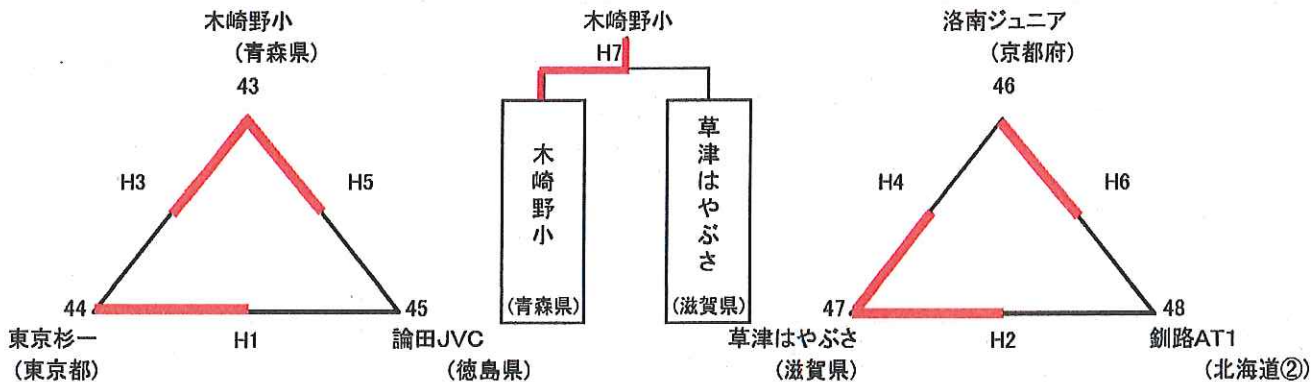 木崎野小
(青森県)
43
H3
H5
44
45
東京杉一
(東京都)
H1
論田JVC
(徳島県)
木崎野小
H7
木崎野小
(青森県)
草津はやぶさ
(滋賀県)
洛南ジュニア
(京都府)
46
H4
H6
47
48
草津はやぶさ
(滋賀県)
H2
釧路AT1
(北海道②)